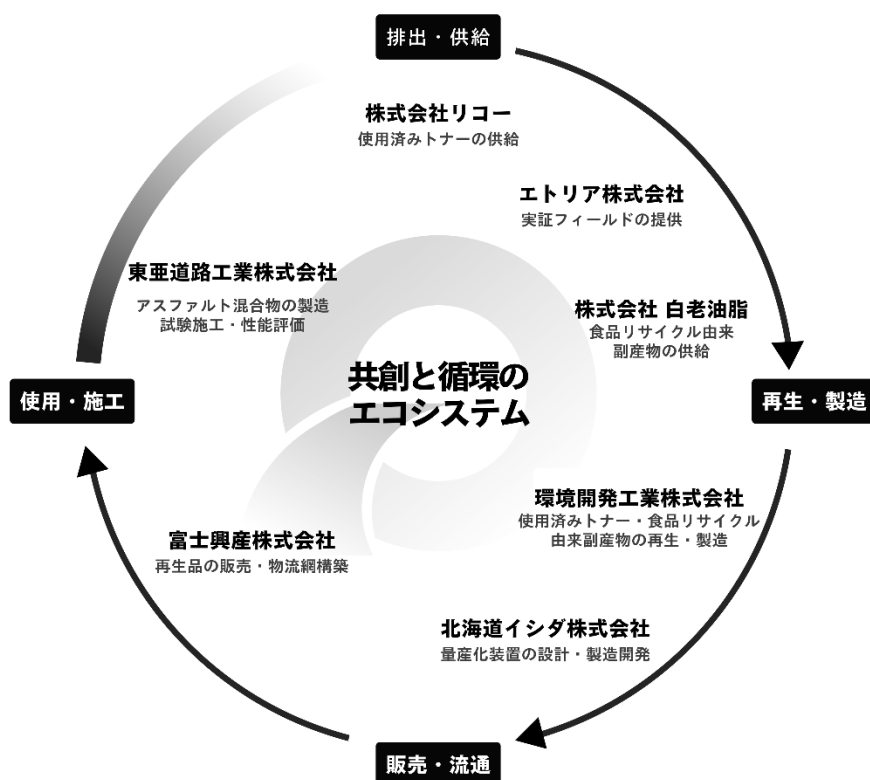 排出・供給
株式会社リコー
使用済みトナーの供給
エトリア株式会社
実証フィールドの提供
東亜道路工業株式会社
アスファルト混合物の製造
試験施工・性能評価
株式会社 白老油脂
食品リサイクル由来
副産物の供給
共創と循環の
エコシステム
使用・施工
再生・製造
環境開発工業株式会社
使用済みトナー・食品リサイクル
由来副産物の再生・製造
富士興産株式会社
再生品の販売・物流網構築
北海道イシダ株式会社
量産化装置の設計・製造開発
販売・流通